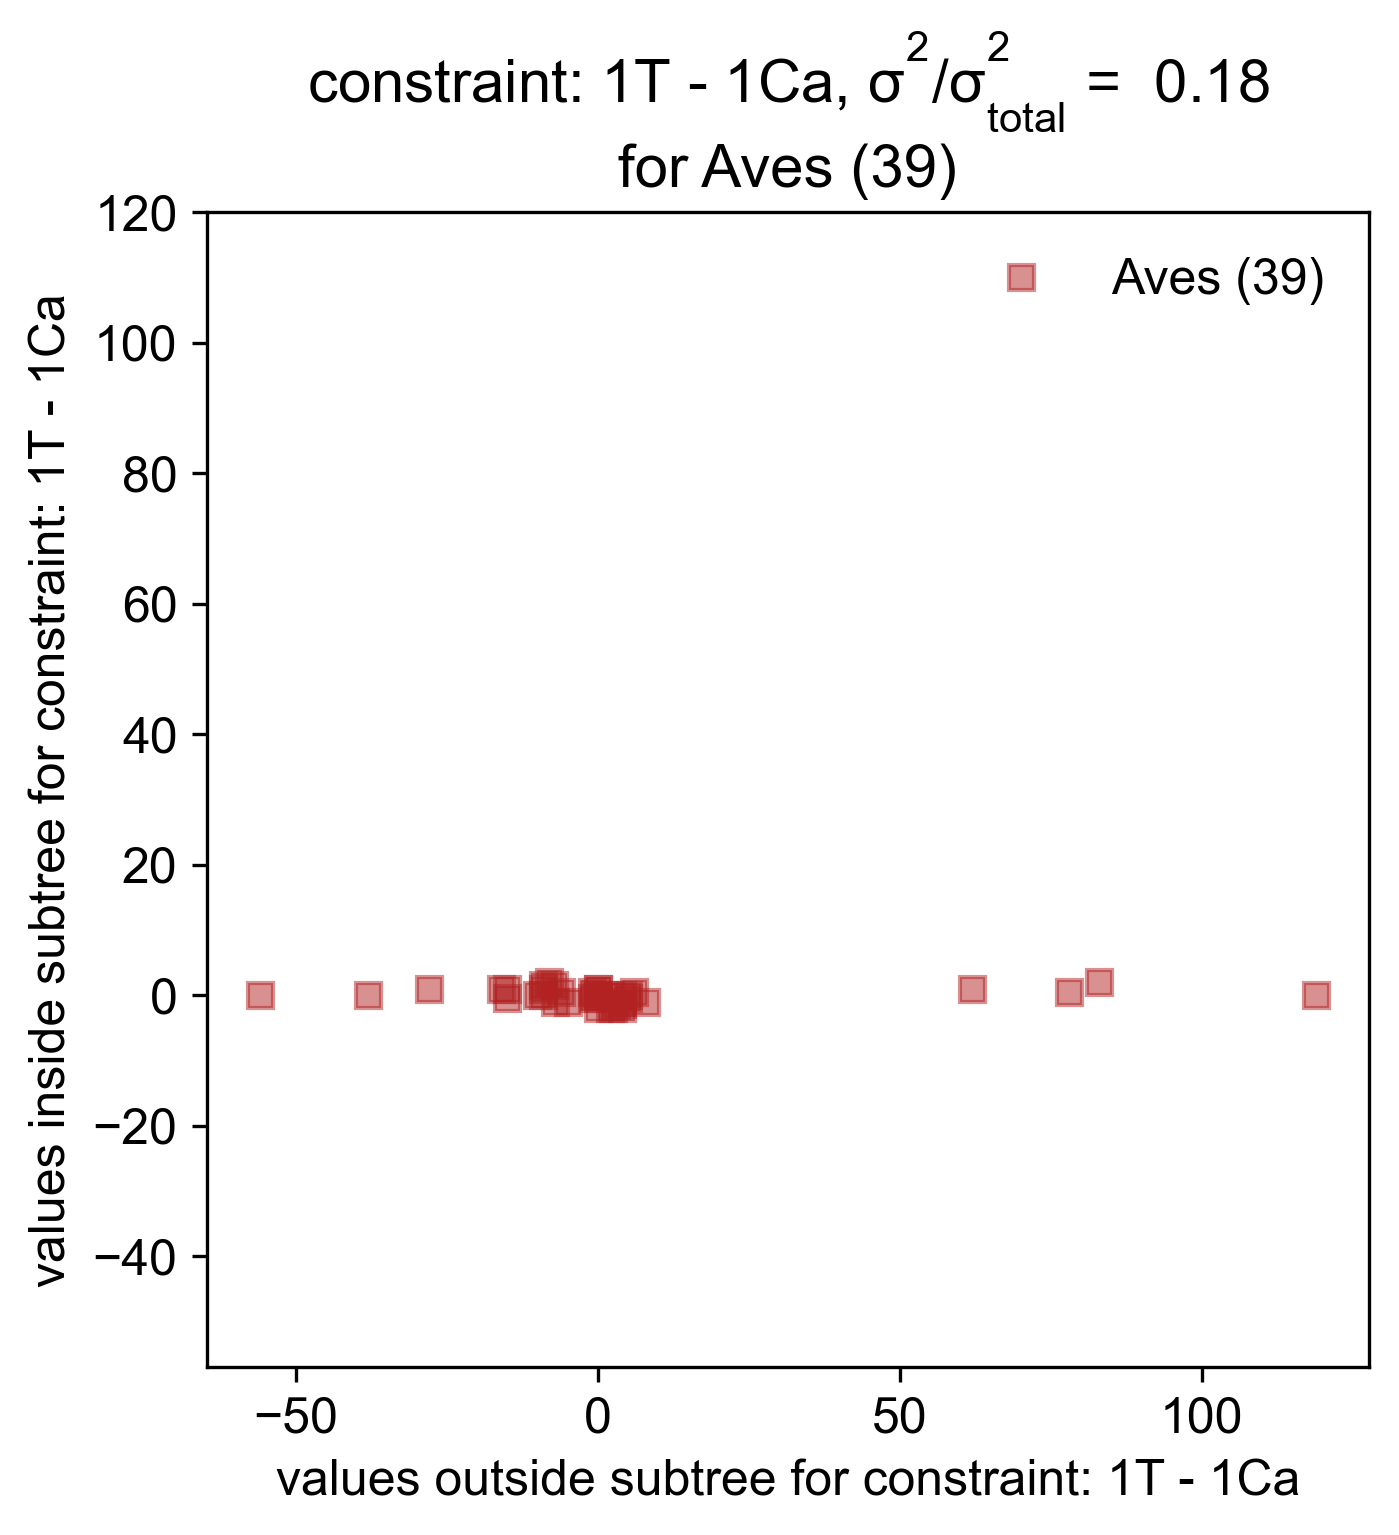 constraint: 1T - 1Ca, σ²/σ²total = 0.18
for Aves (39)
Aves (39)
values inside subtree for constraint: 1T - 1Ca
120
100
80
60
40
20
0
−20
−40
−50 0 50 100
values outside subtree for constraint: 1T - 1Ca